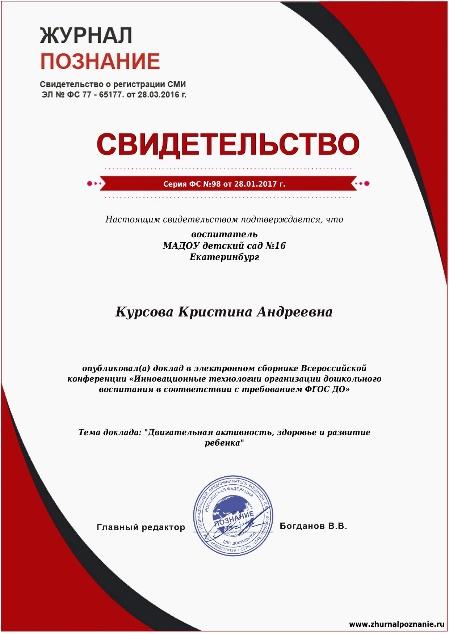 ЖУРНАЛ
ПОЗНАНИЕ
Свидетельство о регистрации СМИ
ЭЛ № ФС 77 - 65177. от 28.03.2016 г.
СВИДЕТЕЛЬСТВО
Серия ФС №98 от 28.01.2017 г.
Настоящим свидетельством подтверждается, что
воспитатель
МАДОУ детский сад №16
Екатеринбург
Курсова Кристина Андреевна
опубликовал(а) доклад в электронном сборнике Всероссийской
конференции «Инновационные технологии организации дошкольного
воспитания в соответствии с требованием ФГОС ДО»
Тема доклада: "Двигательная активность, здоровье и развитие
ребенка"
ПОЗНАНИЕ
Главный редактор
Богданов В.В.
www.zhurnalpoznanie.ru